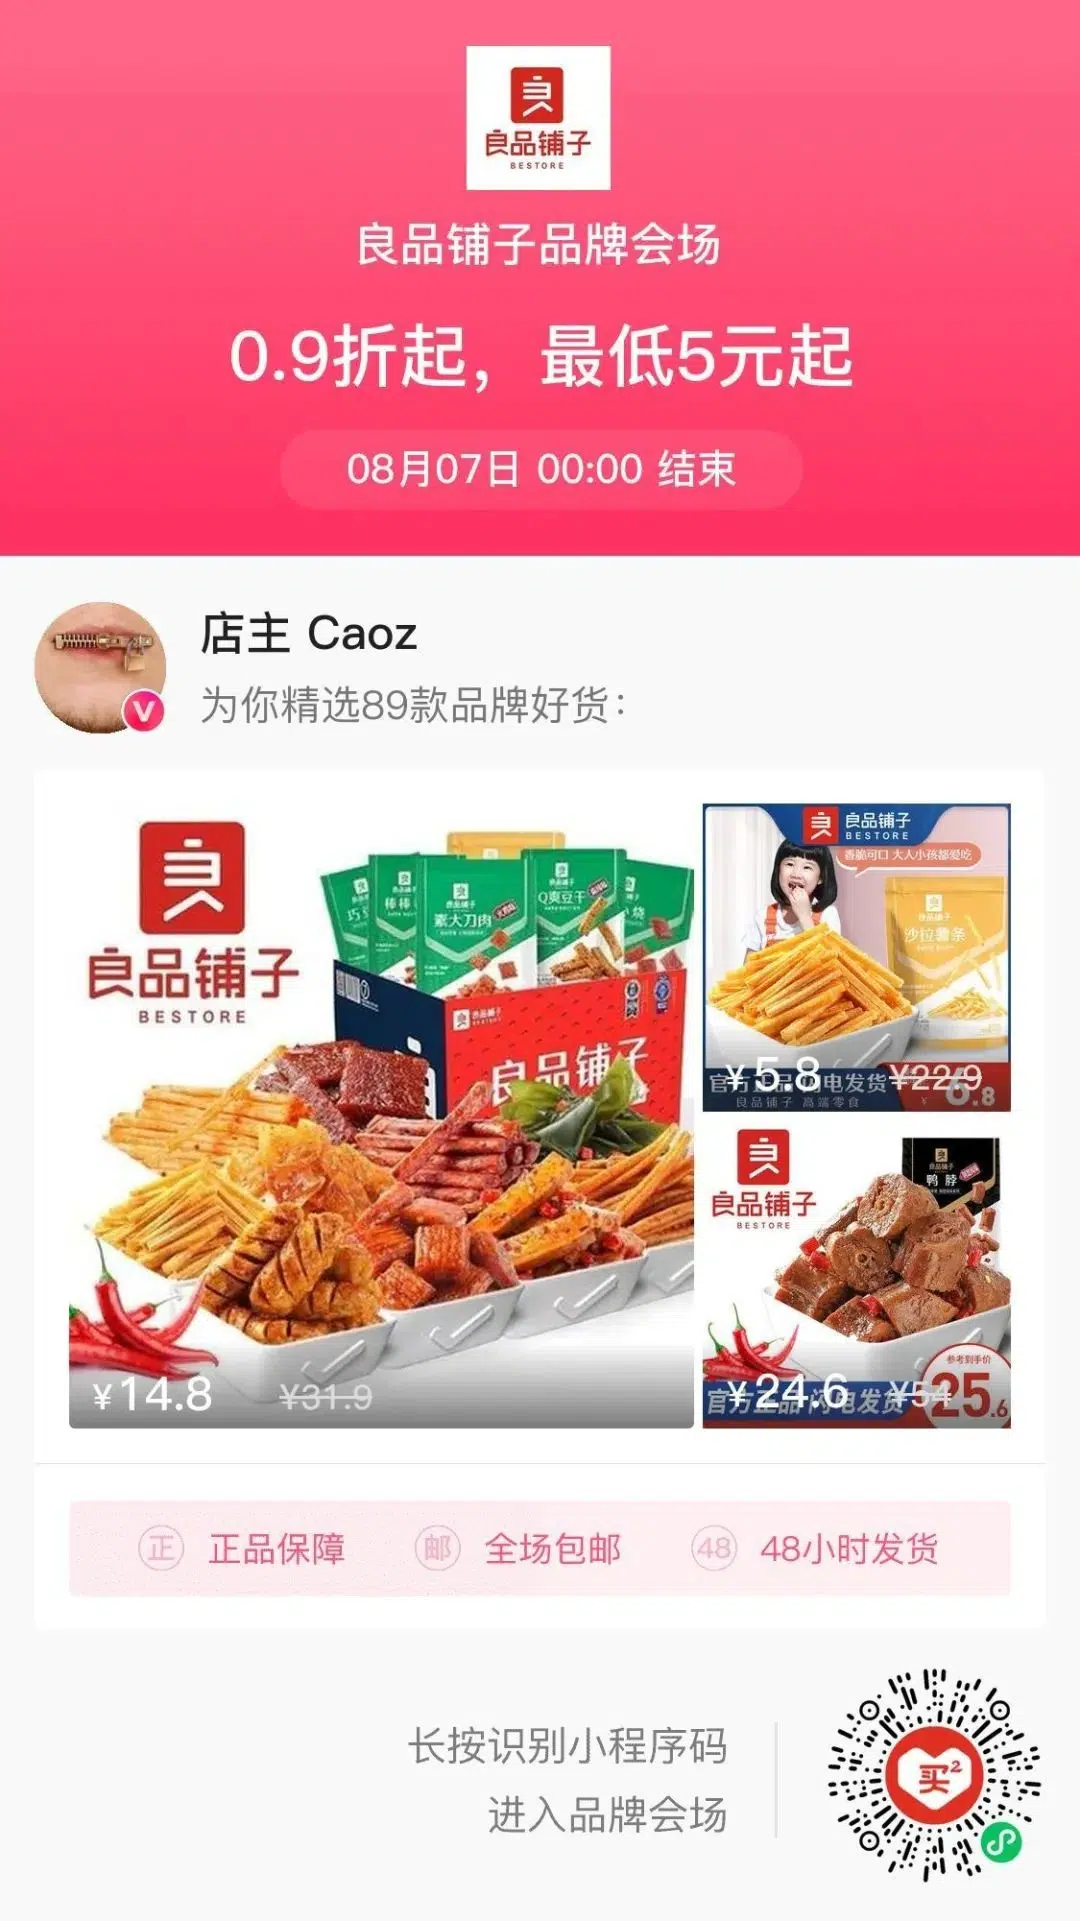 良品铺子
BESTORE
良品铺子品牌会场
0.9折起，最低5元起
08月07日 00:00 结束
店主 Caoz
为你精选89款品牌好货：
良品铺子
BESTORE
素大刀肉
Q爽豆干
良品铺子
¥14.8
¥31.9
良品铺子
BESTORE
香脆可口 大人小孩都爱吃
良品铺子
沙拉薯条
¥5.8
¥22.9
6.8
良品铺子 高端零食
良品铺子
BESTORE
鸭脖
参考到手价
25.6
官方正品 闪电发货
¥24.6
¥54
正 正品保障
邮 全场包邮
48 48小时发货
长按识别小程序码
进入品牌会场
买2